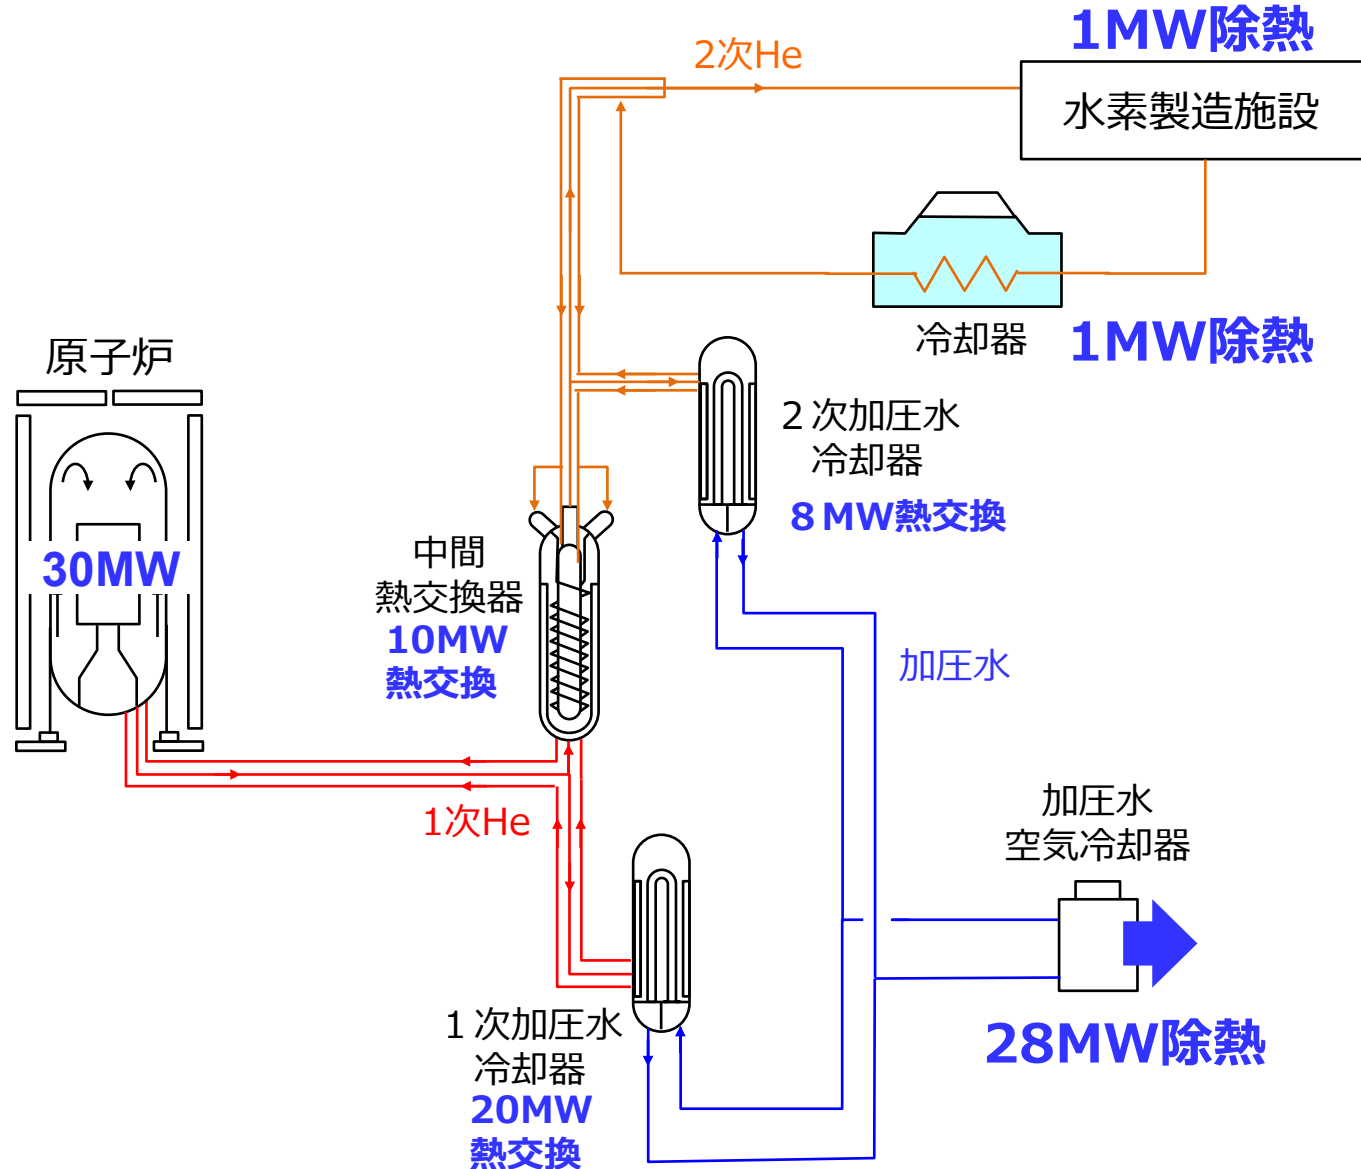 1MW除熱
2次He
水素製造施設
冷却器
1MW除熱
原子炉
30MW
2次加圧水
冷却器
8MW熱交換
中間
熱交換器
10MW
熱交換
加圧水
1次He
加圧水
空気冷却器
28MW除熱
1次加圧水
冷却器
20MW
熱交換